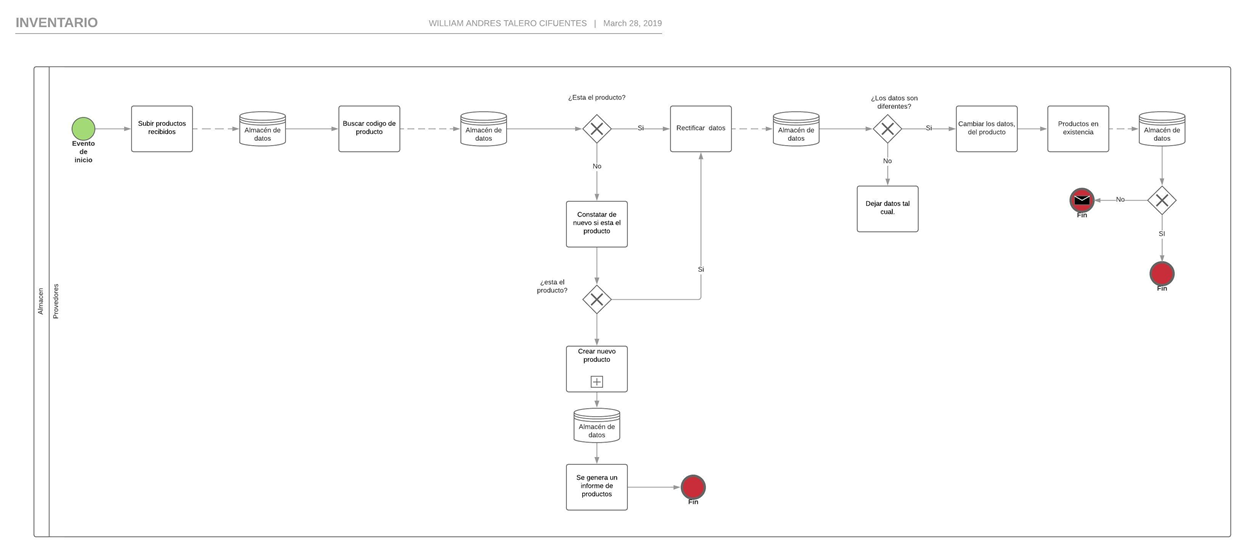 INVENTARIO
WILLIAM ANDRES TALERO CIFUENTES | March 28, 2019
Almacen
Provedores
Evento
de
inicio
Subir productos
recibidos
Almacén de
datos
Buscar codigo de
producto
Almacén de
datos
¿Esta el producto?
Si
Rectificar datos
Almacén de
datos
¿Los datos son
diferentes?
Si
Cambiar los datos,
del producto
Productos en
existencia
Almacén de
datos
No
Constatar de
nuevo si esta el
producto
No
Dejar datos tal
cual.
No
Fin
Si
Fin
¿esta el
producto?
Si
Crear nuevo
producto
Almacén de
datos
Se genera un
informe de
productos
Fin